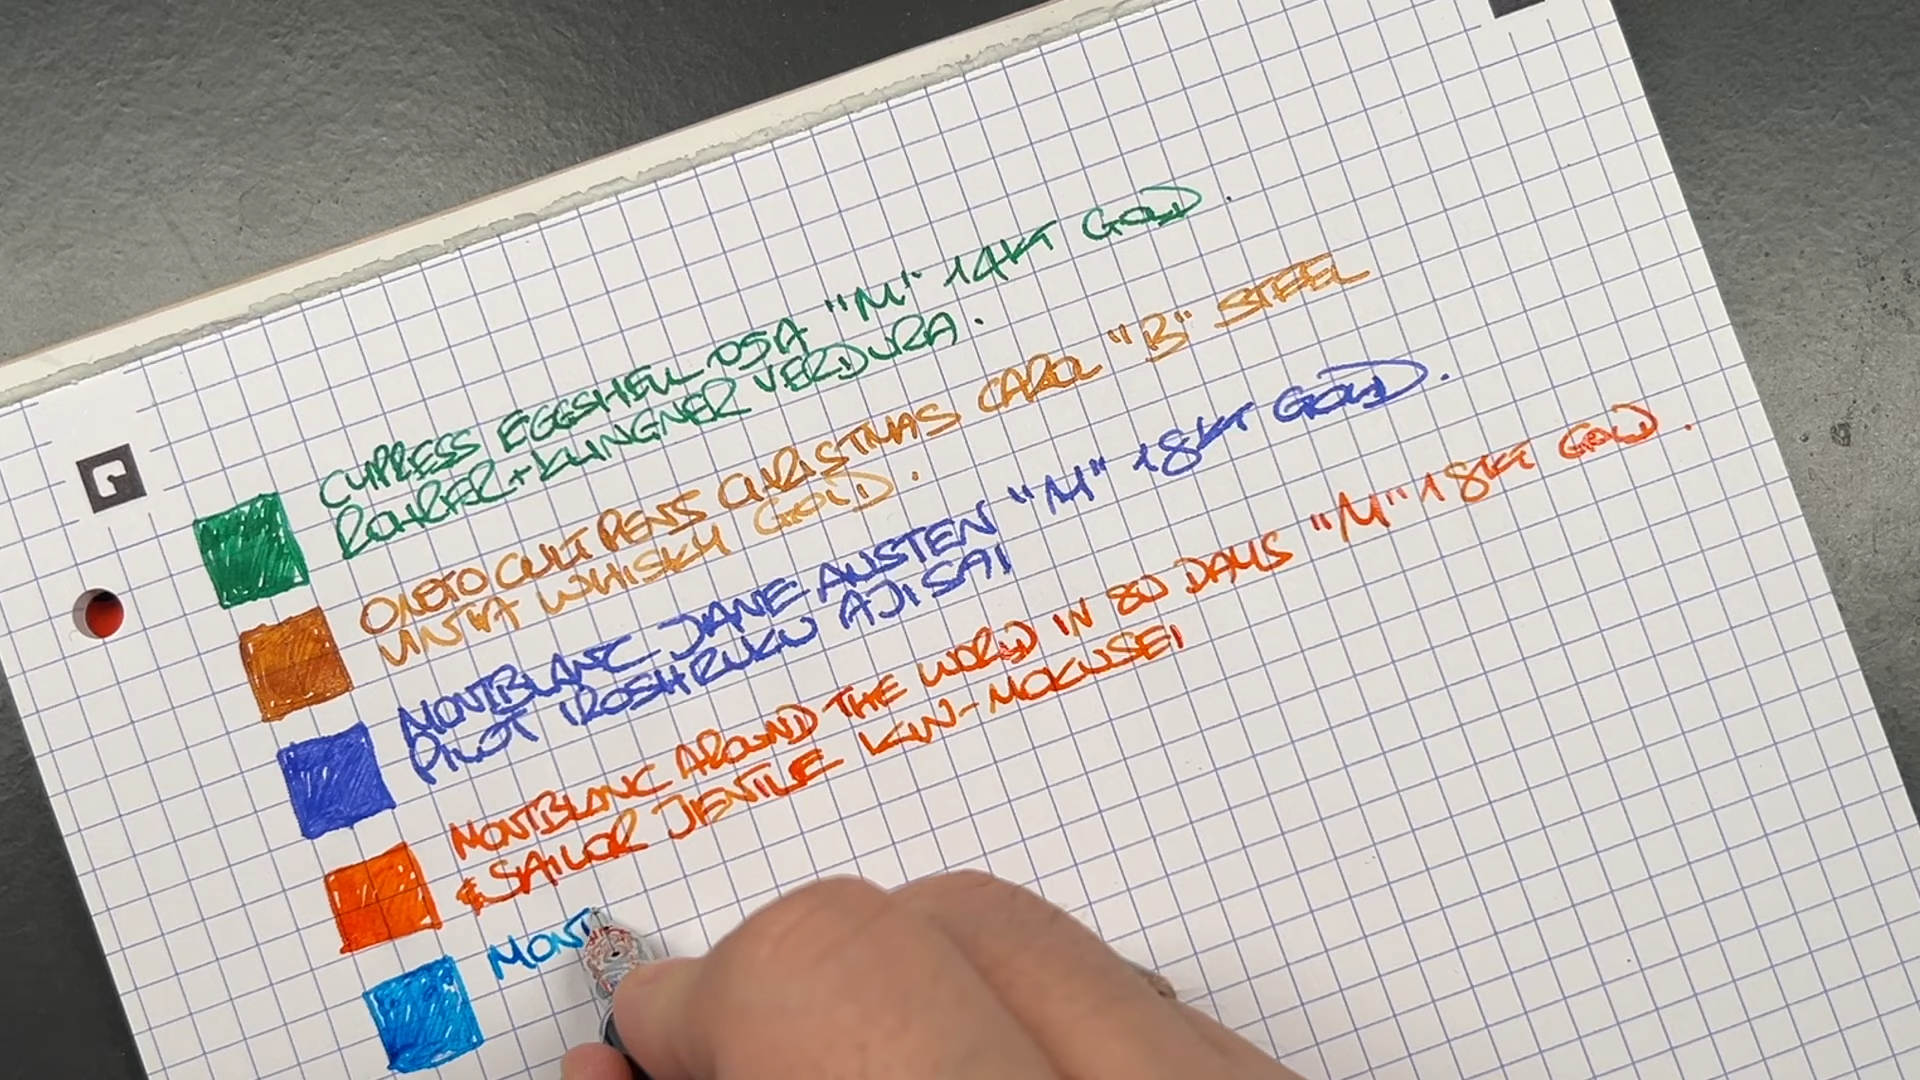 CYPRESS EGGSHELL OSA "M" 14KT GOLD.
ROHRER+KLINGNER VERDURA.
ONOTO CULT PENS CHRISTMAS CAROL "B" STEEL
VINTA WHISKY GOLD.
MONTBLANC JANE AUSTEN "M" 18KT GOLD.
PILOT IROSHIZUKU AJISAI
MONTBLANC AROUND THE WORLD IN 80 DAYS "M" 18KT GOLD.
SAILOR JENTLE KIN-MOKUSEI
MONT